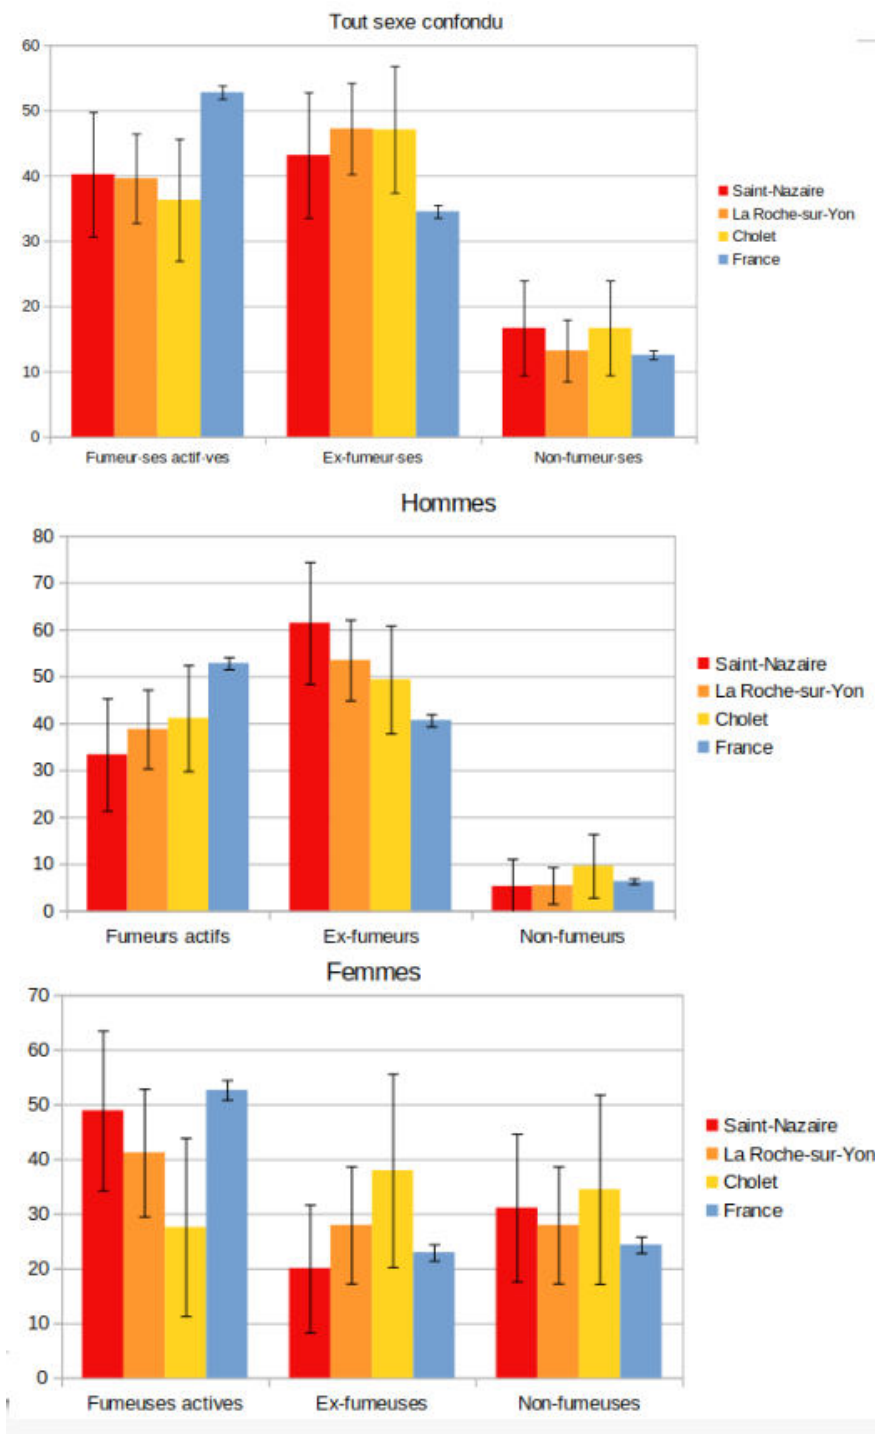 Tout sexe confondu
60
50
40
30
20
10
0
Fumeur·ses actif·ves Ex-fumeur·ses Non-fumeur·ses
Saint-Nazaire
La Roche-sur-Yon
Cholet
France
Hommes
80
70
60
50
40
30
20
10
0
Fumeurs actifs Ex-fumeurs Non-fumeurs
Saint-Nazaire
La Roche-sur-Yon
Cholet
France
Femmes
70
60
50
40
30
20
10
0
Fumeuses actives Ex-fumeuses Non-fumeuses
Saint-Nazaire
La Roche-sur-Yon
Cholet
France